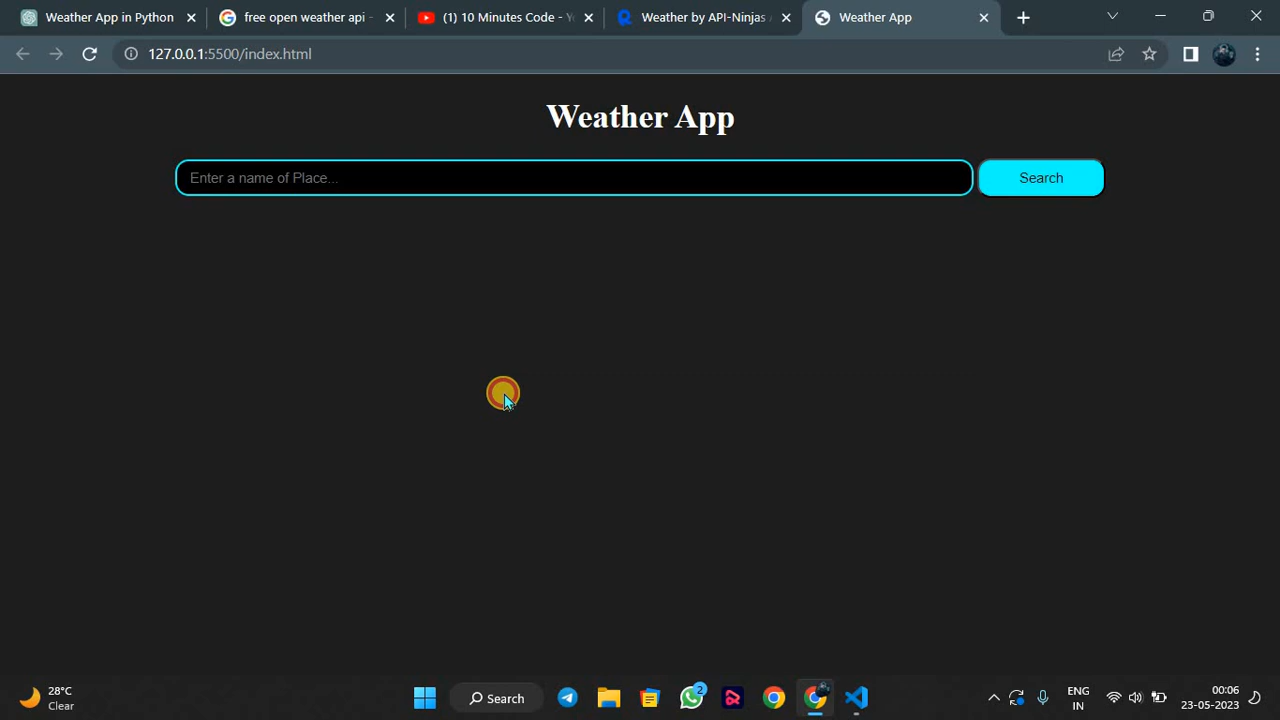 Weather App in Python
free open weather api -
(1) 10 Minutes Code - Y
Weather by API-Ninjas
Weather App
127.0.0.1:5500/index.html
Weather App
Enter a name of Place...
Search
28°C
Clear
Search
2
ENG
IN
00:06
23-05-2023